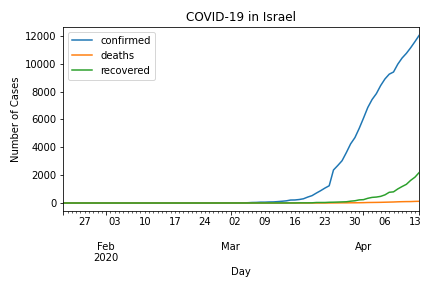 COVID-19 in Israel
confirmed
deaths
recovered
Number of Cases
12000
10000
8000
6000
4000
2000
0
27 03 10 17 24 02 09 16 23 30 06 13
Feb Mar Apr
2020
Day